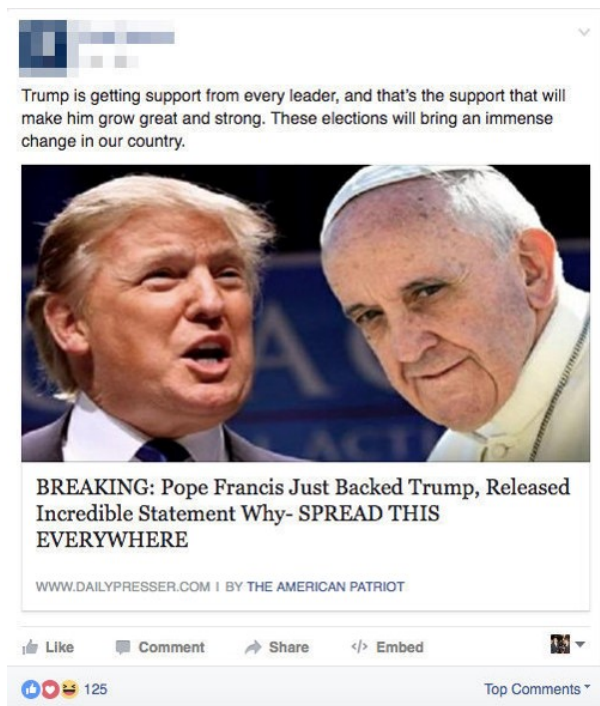 Trump is getting support from every leader, and that's the support that will
make him grow great and strong. These elections will bring an immense
change in our country.
A
ACTI
BREAKING: Pope Francis Just Backed Trump, Released
Incredible Statement Why- SPREAD THIS
EVERYWHERE
WWW.DAILYPRESSER.COM | BY THE AMERICAN PATRIOT
Like Comment Share </> Embed
125 Top Comments